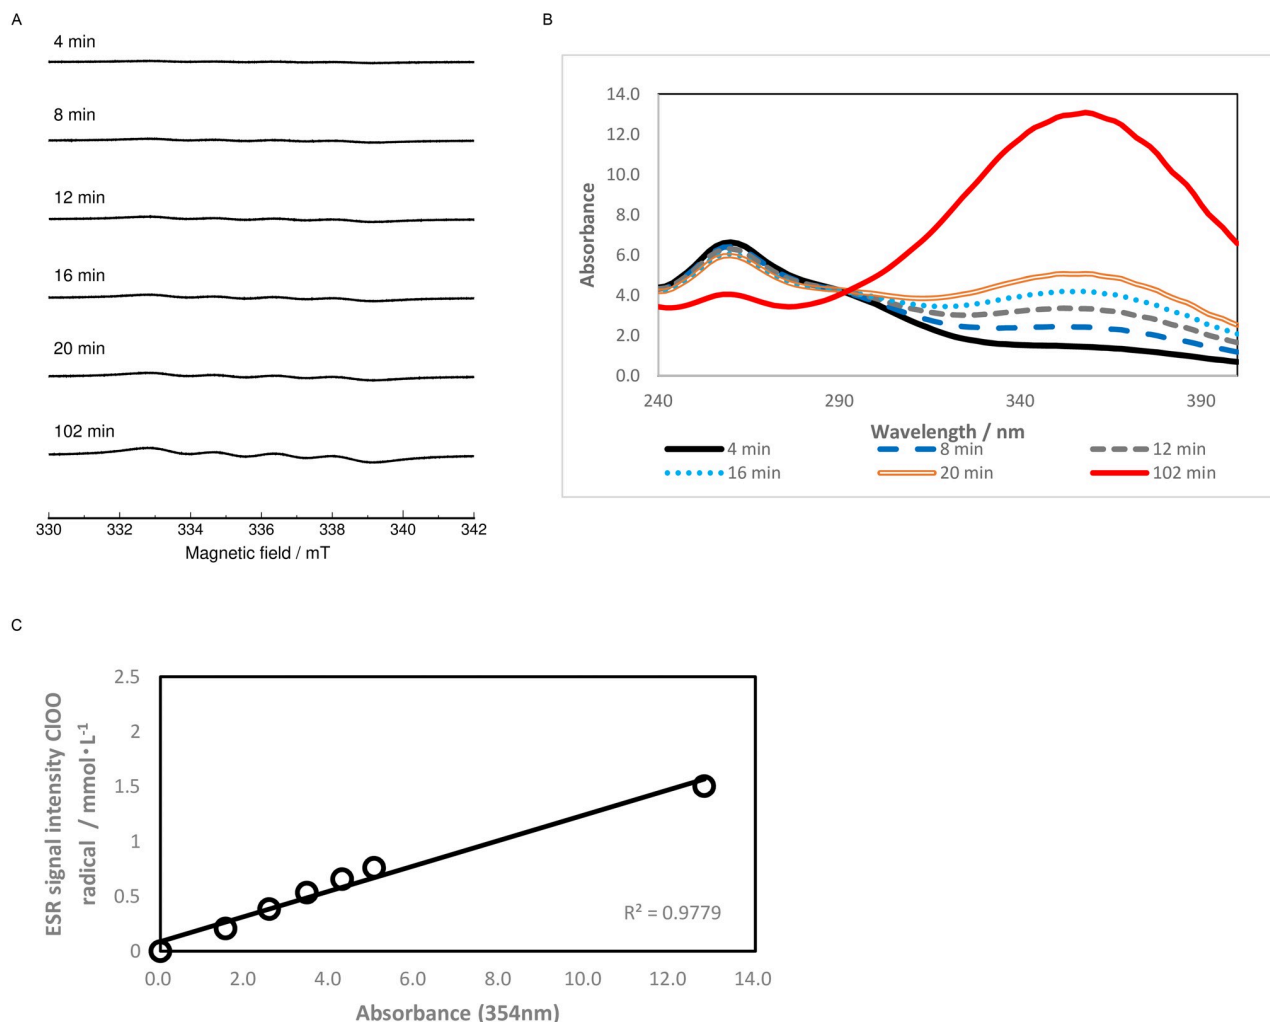 A
4 min
8 min
12 min
16 min
20 min
102 min
330 332 334 336 338 340 342
Magnetic field / mT
B
Absorbance
14.0
12.0
10.0
8.0
6.0
4.0
2.0
0.0
240 290 340 390
Wavelength / nm
4 min 8 min 12 min
16 min 20 min 102 min
C
ESR signal intensity ClOO
radical / mmol·L⁻¹
2.5
2
1.5
1
0.5
0
R² = 0.9779
0.0 2.0 4.0 6.0 8.0 10.0 12.0 14.0
Absorbance (354nm)